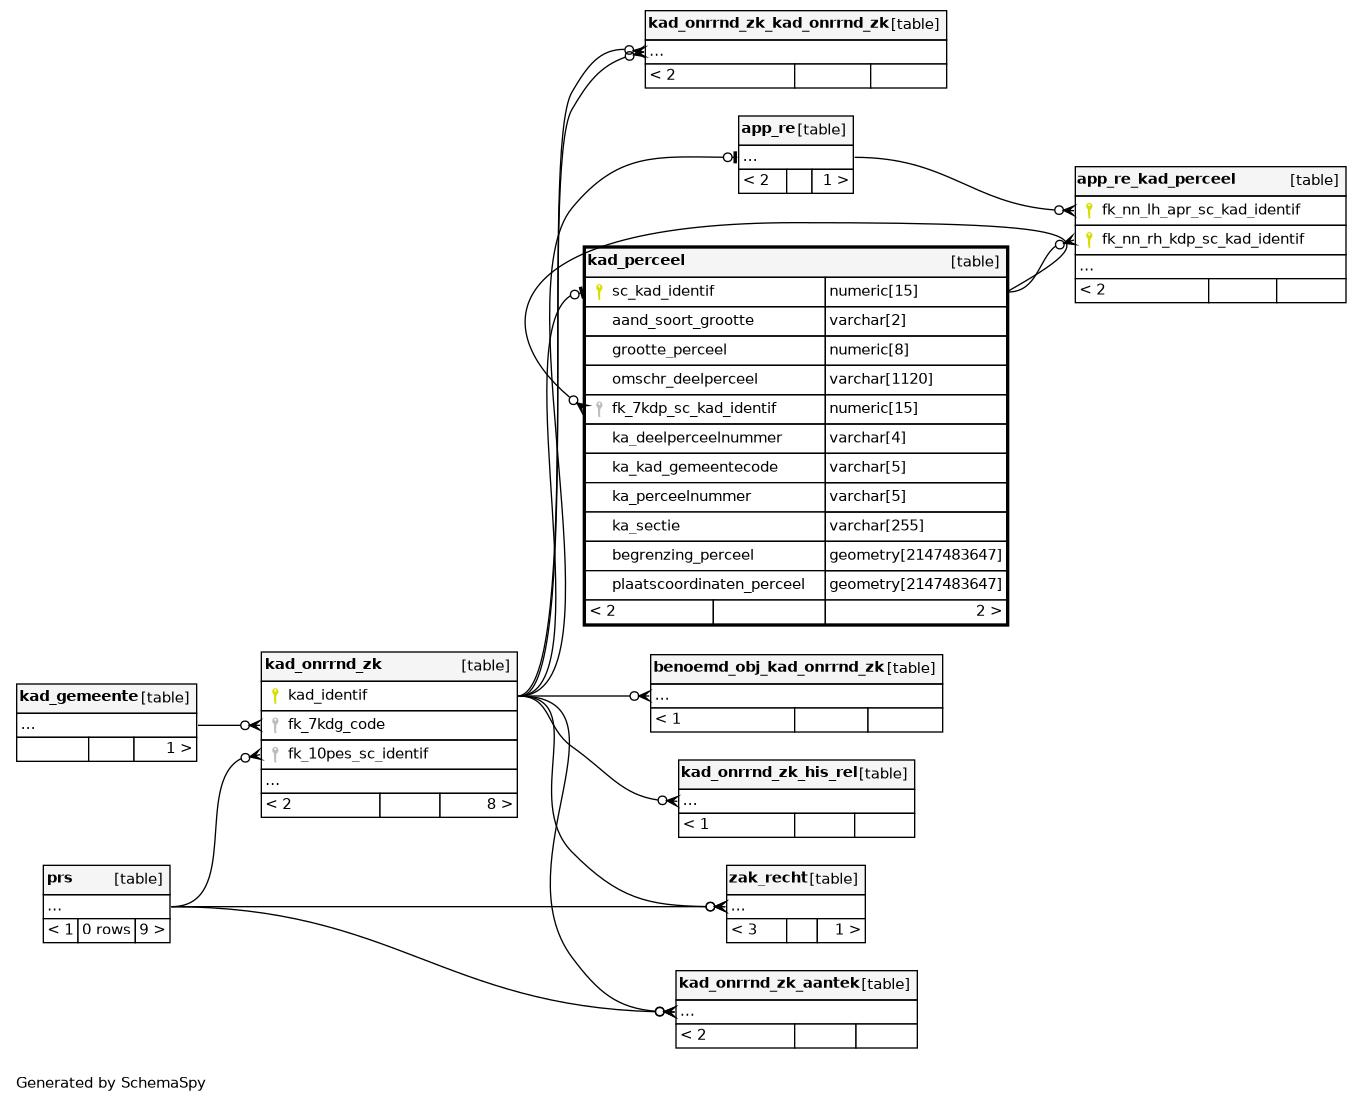 kad_onrrnd_zk_kad_onrrnd_zk [table]
...
< 2
app_re [table]
...
< 2 1 >
app_re_kad_perceel [table]
fk_nn_lh_apr_sc_kad_identif
fk_nn_rh_kdp_sc_kad_identif
...
< 2
kad_perceel [table]
sc_kad_identif numeric[15]
aand_soort_grootte varchar[2]
grootte_perceel numeric[8]
omschr_deelperceel varchar[1120]
fk_7kdp_sc_kad_identif numeric[15]
ka_deelperceelnummer varchar[4]
ka_kad_gemeentecode varchar[5]
ka_perceelnummer varchar[5]
ka_sectie varchar[255]
begrenzing_perceel geometry[2147483647]
plaatscoordinaten_perceel geometry[2147483647]
< 2 2 >
kad_onrrnd_zk [table]
kad_identif
fk_7kdg_code
fk_10pes_sc_identif
...
< 2 8 >
kad_gemeente [table]
...
1 >
benoemd_obj_kad_onrrnd_zk [table]
...
< 1
kad_onrrnd_zk_his_rel [table]
...
< 1
prs [table]
...
< 1 0 rows 9 >
zak_recht [table]
...
< 3 1 >
kad_onrrnd_zk_aantek [table]
...
< 2
Generated by SchemaSpy